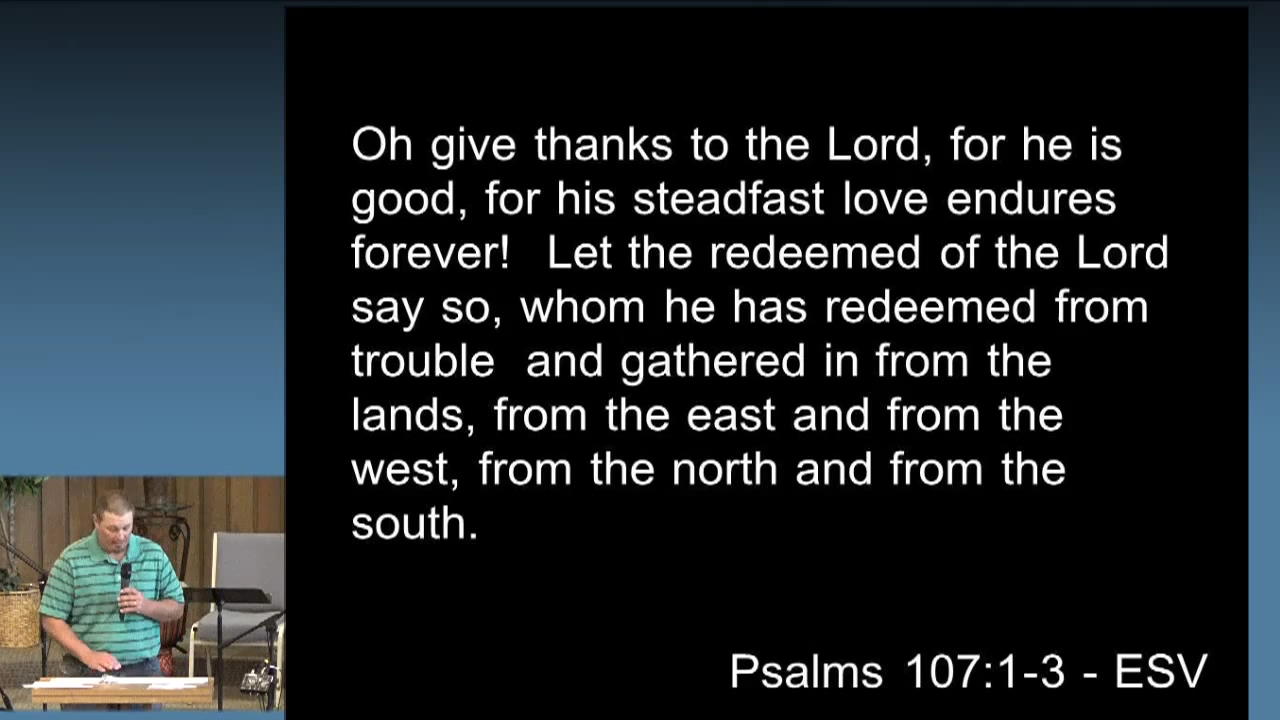 Oh give thanks to the Lord, for he is
good, for his steadfast love endures
forever!  Let the redeemed of the Lord
say so, whom he has redeemed from
trouble  and gathered in from the
lands, from the east and from the
west, from the north and from the
south.
Psalms 107:1-3 - ESV